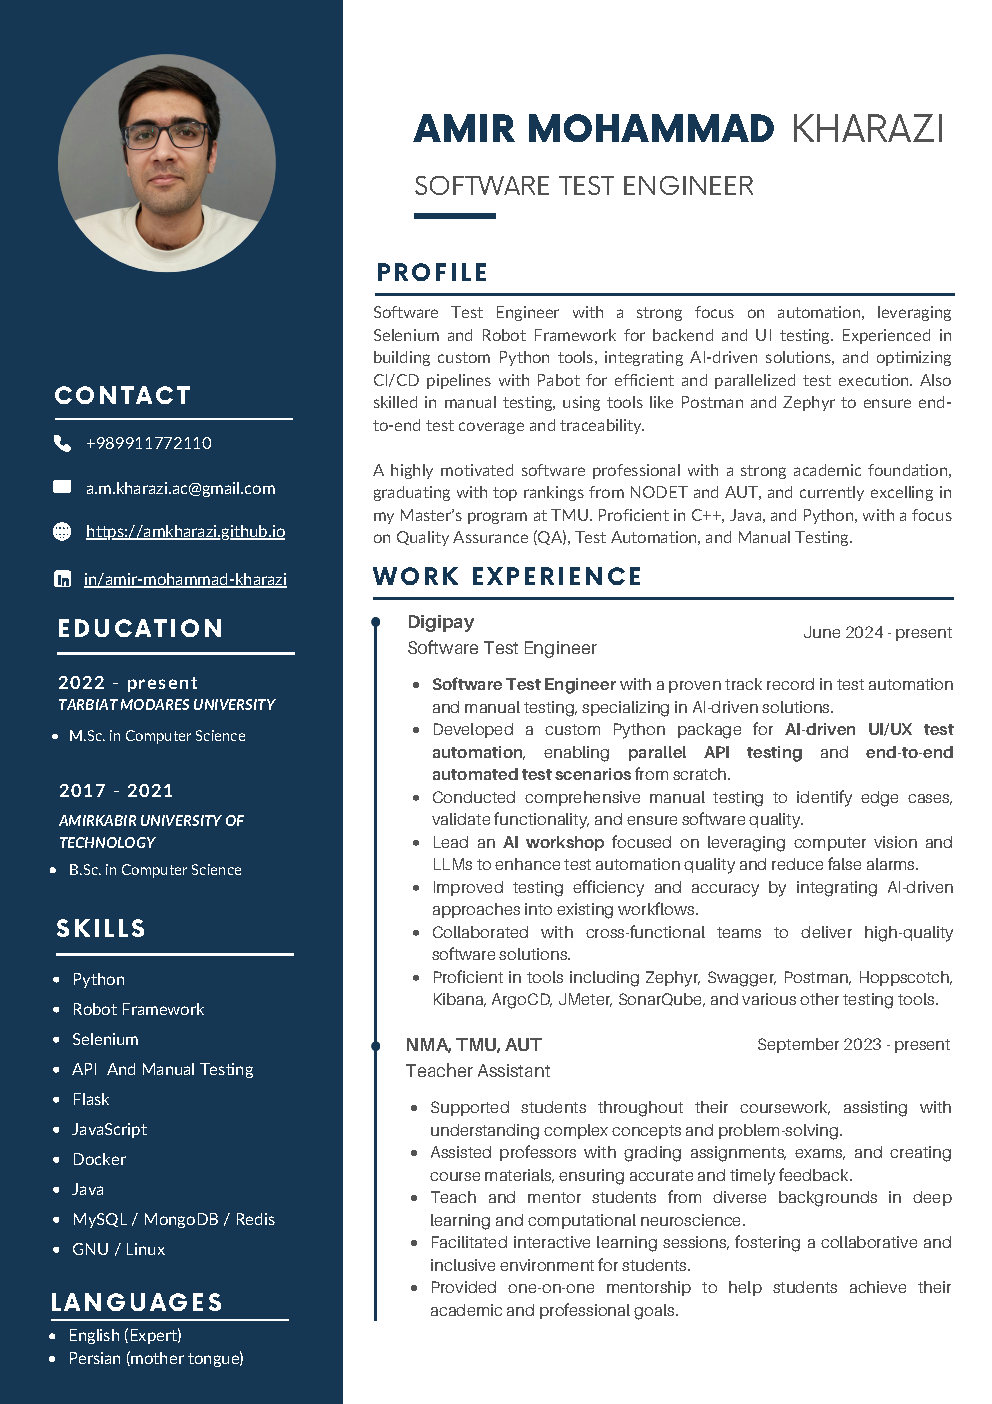 AMIR MOHAMMAD KHARAZI
SOFTWARE TEST ENGINEER
CONTACT
+989911772110
a.m.kharazi.ac@gmail.com
https://amkharazi.github.io
in/amir-mohammad-kharazi
EDUCATION
2022 - present
TARBIAT MODARES UNIVERSITY
• M.Sc. in Computer Science
2017 - 2021
AMIRKABIR UNIVERSITY OF
TECHNOLOGY
• B.Sc. in Computer Science
SKILLS
• Python
• Robot Framework
• Selenium
• API And Manual Testing
• Flask
• JavaScript
• Docker
• Java
• MySQL / MongoDB / Redis
• GNU / Linux
LANGUAGES
• English (Expert)
• Persian (mother tongue)
PROFILE
Software Test Engineer with a strong focus on automation, leveraging
Selenium and Robot Framework for backend and UI testing. Experienced in
building custom Python tools, integrating AI-driven solutions, and optimizing
CI/CD pipelines with Pabot for efficient and parallelized test execution. Also
skilled in manual testing, using tools like Postman and Zephyr to ensure end-
to-end test coverage and traceability.
A highly motivated software professional with a strong academic foundation,
graduating with top rankings from NODET and AUT, and currently excelling in
my Master's program at TMU. Proficient in C++, Java, and Python, with a focus
on Quality Assurance (QA), Test Automation, and Manual Testing.
WORK EXPERIENCE
Digipay
Software Test Engineer
June 2024 - present
• Software Test Engineer with a proven track record in test automation
and manual testing, specializing in AI-driven solutions.
• Developed a custom Python package for AI-driven UI/UX test
automation, enabling parallel API testing and end-to-end
automated test scenarios from scratch.
• Conducted comprehensive manual testing to identify edge cases,
validate functionality, and ensure software quality.
• Lead an AI workshop focused on leveraging computer vision and
LLMs to enhance test automation quality and reduce false alarms.
• Improved testing efficiency and accuracy by integrating AI-driven
approaches into existing workflows.
• Collaborated with cross-functional teams to deliver high-quality
software solutions.
• Proficient in tools including Zephyr, Swagger, Postman, Hoppscotch,
Kibana, ArgoCD, JMeter, SonarQube, and various other testing tools.
NMA, TMU, AUT
September 2023 - present
Teacher Assistant
• Supported students throughout their coursework, assisting with
understanding complex concepts and problem-solving.
• Assisted professors with grading assignments, exams, and creating
course materials, ensuring accurate and timely feedback.
• Teach and mentor students from diverse backgrounds in deep
learning and computational neuroscience.
• Facilitated interactive learning sessions, fostering a collaborative and
inclusive environment for students.
• Provided one-on-one mentorship to help students achieve their
academic and professional goals.